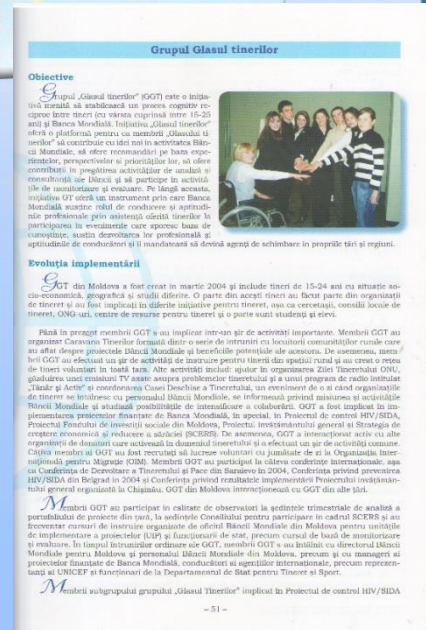 Grupul Glasul tinerilor
Obiective
Grupul „Glasul tinerilor” (GGT) este o iniția-
tivă menită să stabilească un proces cognitiv re-
ciproc între tineri (cu vârsta cuprinsă între 15-25
ani) și Banca Mondială. Inițiativa „Glasul tinerilor”
oferă o platformă pentru ca membrii „Glasului ti-
nerilor” să contribuie cu idei noi în activitatea Băn-
cii Mondiale, să ofere recomandări pe baza expe-
riențelor, perspectivelor și priorităților lor, să ofere
contribuții în pregătirea activităților de analiză și
consultanță ale Băncii și să participe în activită-
țile de monitorizare și evaluare. Pe lângă aceasta,
inițiativa GT oferă un instrument prin care Banca
Mondială susține rolul de conducere și aptitudi-
nile profesionale prin asistență oferită tinerilor la
participarea în evenimente care sporesc baza de
cunoștințe, susțin dezvoltarea lor profesională și
aptitudinile de conducători și îi mandatează să devină agenți de schimbare în propriile țări și regiuni.
Evoluția implementării
GGT din Moldova a fost creat în martie 2004 și include tineri de 15-24 ani cu situație so-
cio-economică, geografică și studii diferite. O parte din acești tineri au făcut parte din organizații
de tineret și au fost implicați în diferite inițiative pentru tineret, așa ca cercetași, consilii locale de
tineret, ONG-uri, centre de resurse pentru tineret și o parte sunt studenți și elevi.
Până în prezent membrii GGT s-au implicat într-un șir de activități importante. Membrii GGT au
organizat Caravana Tinerilor formată dintr-o serie de întruniri cu locuitorii comunităților rurale care
au aflat despre proiectele Băncii Mondiale și beneficiile potențiale ale acestora. De asemenea, mem-
brii GGT au efectuat un șir de activități de instruire pentru tinerii din spațiul rural și au creat o rețea
de tineri voluntari în toată țara. Alte activități includ: ajutor în organizarea Zilei Tineretului ONU,
găzduirea unei emisiuni TV axate asupra problemelor tineretului și a unui program de radio intitulat
„Tânăr și Activ” și coordonarea Casei Deschise a Tineretului, un eveniment de o zi când organizațiile
de tineret se întâlnesc cu personalul Băncii Mondiale, se informează privind misiunea și activitățile
Băncii Mondiale și studiază posibilitățile de intensificare a colaborării. GGT a fost implicat în im-
plementarea proiectelor finanțate de Banca Mondială, în special, în Proiectul de control HIV/SIDA,
Proiectul Fondului de investiții sociale din Moldova, Proiectul învățământului general și Strategia de
creștere economică și reducere a sărăciei (SCERS). De asemenea, GGT a interacționat activ cu alte
organizații de donatori care activează în domeniul tineretului și a efectuat un șir de activități comune.
Câțiva membri ai GGT au fost recrutați să lucreze voluntari cu jumătate de zi la Organizația Inter-
națională pentru Migrație (OIM). Membrii GGT au participat la câteva conferințe internaționale, așa
ca Conferința de Dezvoltare a Tineretului și Pace din Sarajevo în 2004, Conferința privind prevenirea
HIV/SIDA din Belgrad în 2004 și Conferința privind rezultatele implementării Proiectului învățămân-
tului general organizată la Chișinău. GGT din Moldova interacționează cu GGT din alte țări.
Membrii GGT au participat în calitate de observatori la ședințele trimestriale de analiză a
portofoliului de proiecte din țară, la ședințele Consiliului pentru participare în cadrul SCERS și au
frecventat cursuri de instruire organizate de oficiul Băncii Mondiale din Moldova pentru unitățile
de implementare a proiectelor (UIP) și funcționarii de stat, precum cursul de bază de monitorizare
și evaluare. În timpul întrunirilor ordinare ale GGT, membrii GGT s-au întâlnit cu directorul Băncii
Mondiale pentru Moldova și personalul Băncii Mondiale din Moldova, precum și cu manageri ai
proiectelor finanțate de Banca Mondială, conducători ai agențiilor internaționale, precum reprezen-
tanți ai UNICEF și funcționari de la Departamentul de Stat pentru Tineret și Sport.
Membrii subgrupului grupului „Glasul Tinerilor” implicat în Proiectul de control HIV/SIDA
– 51 –